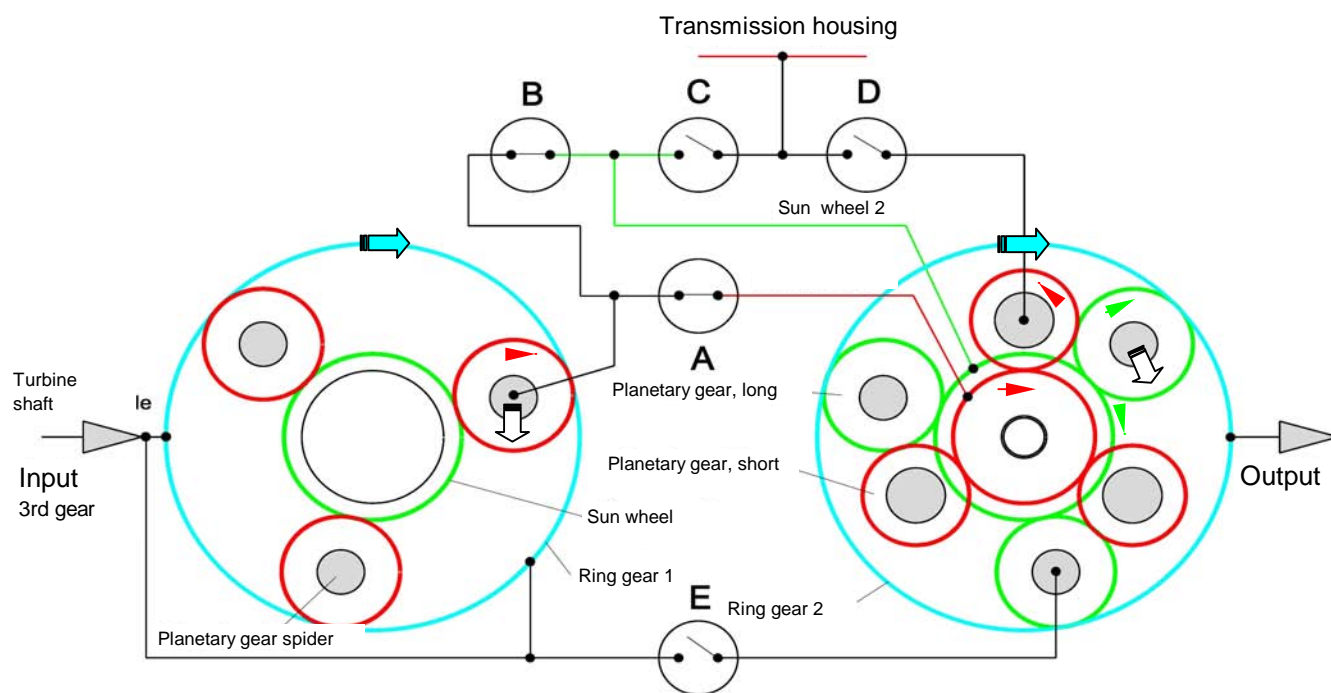 Transmission housing
B
C
D
Sun wheel 2
A
Turbine
shaft
Ie
Input
3rd gear
Planetary gear, long
Planetary gear, short
Sun wheel
Ring gear 1
Planetary gear spider
E
Ring gear 2
Output